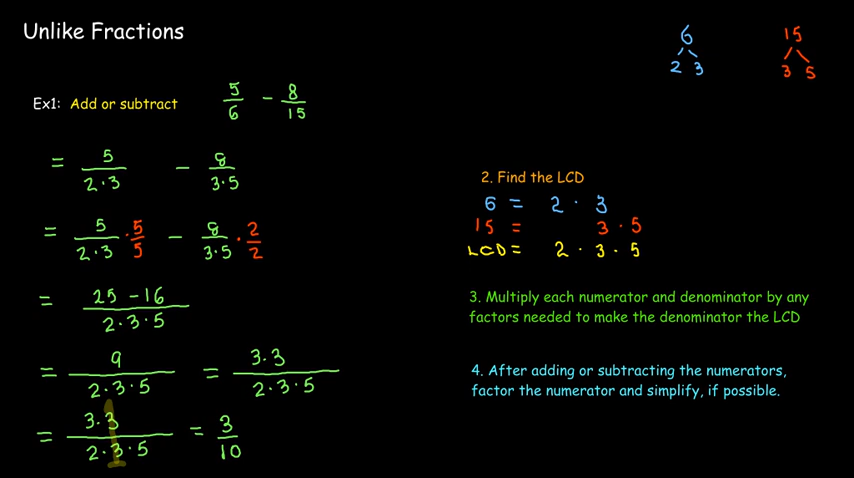 Unlike Fractions
6
2 3
15
3 5
Ex1: Add or subtract 5/6 - 8/15
= 5/(2·3) - 8/(3·5)
= 5/(2·3) · 5/5 - 8/(3·5) · 2/2
= (25 - 16)/(2·3·5)
= 9/(2·3·5) = (3·3)/(2·3·5)
= (3·3)/(2·3·5) = 3/10
2. Find the LCD
6 = 2 · 3
15 = 3 · 5
LCD = 2 · 3 · 5
3. Multiply each numerator and denominator by any
factors needed to make the denominator the LCD
4. After adding or subtracting the numerators,
factor the numerator and simplify, if possible.